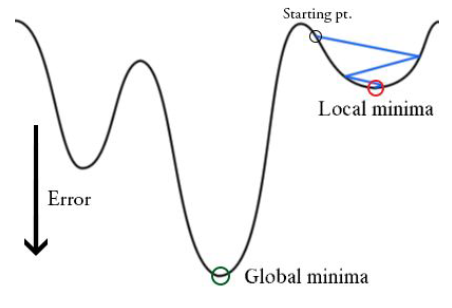 Starting pt.
Local minima
Error
Global minima